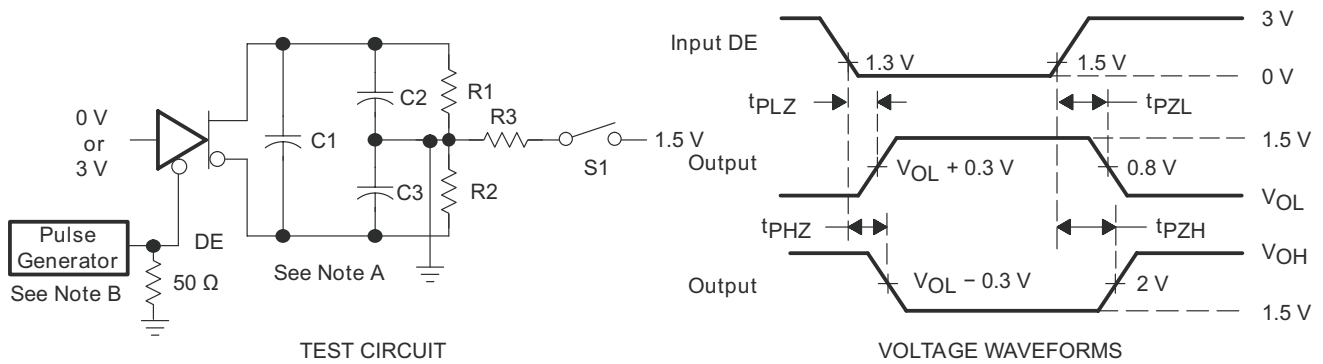 0 V
or
3 V
Pulse
Generator
See Note B
DE
50 Ω
C1
C2
C3
R1
R2
R3
S1
1.5 V
See Note A
TEST CIRCUIT
Input DE
1.3 V
1.5 V
3 V
0 V
tPLZ
tPZL
Output
VOL + 0.3 V
0.8 V
1.5 V
VOL
tPHZ
tPZH
Output
VOL − 0.3 V
2 V
VOH
1.5 V
VOLTAGE WAVEFORMS